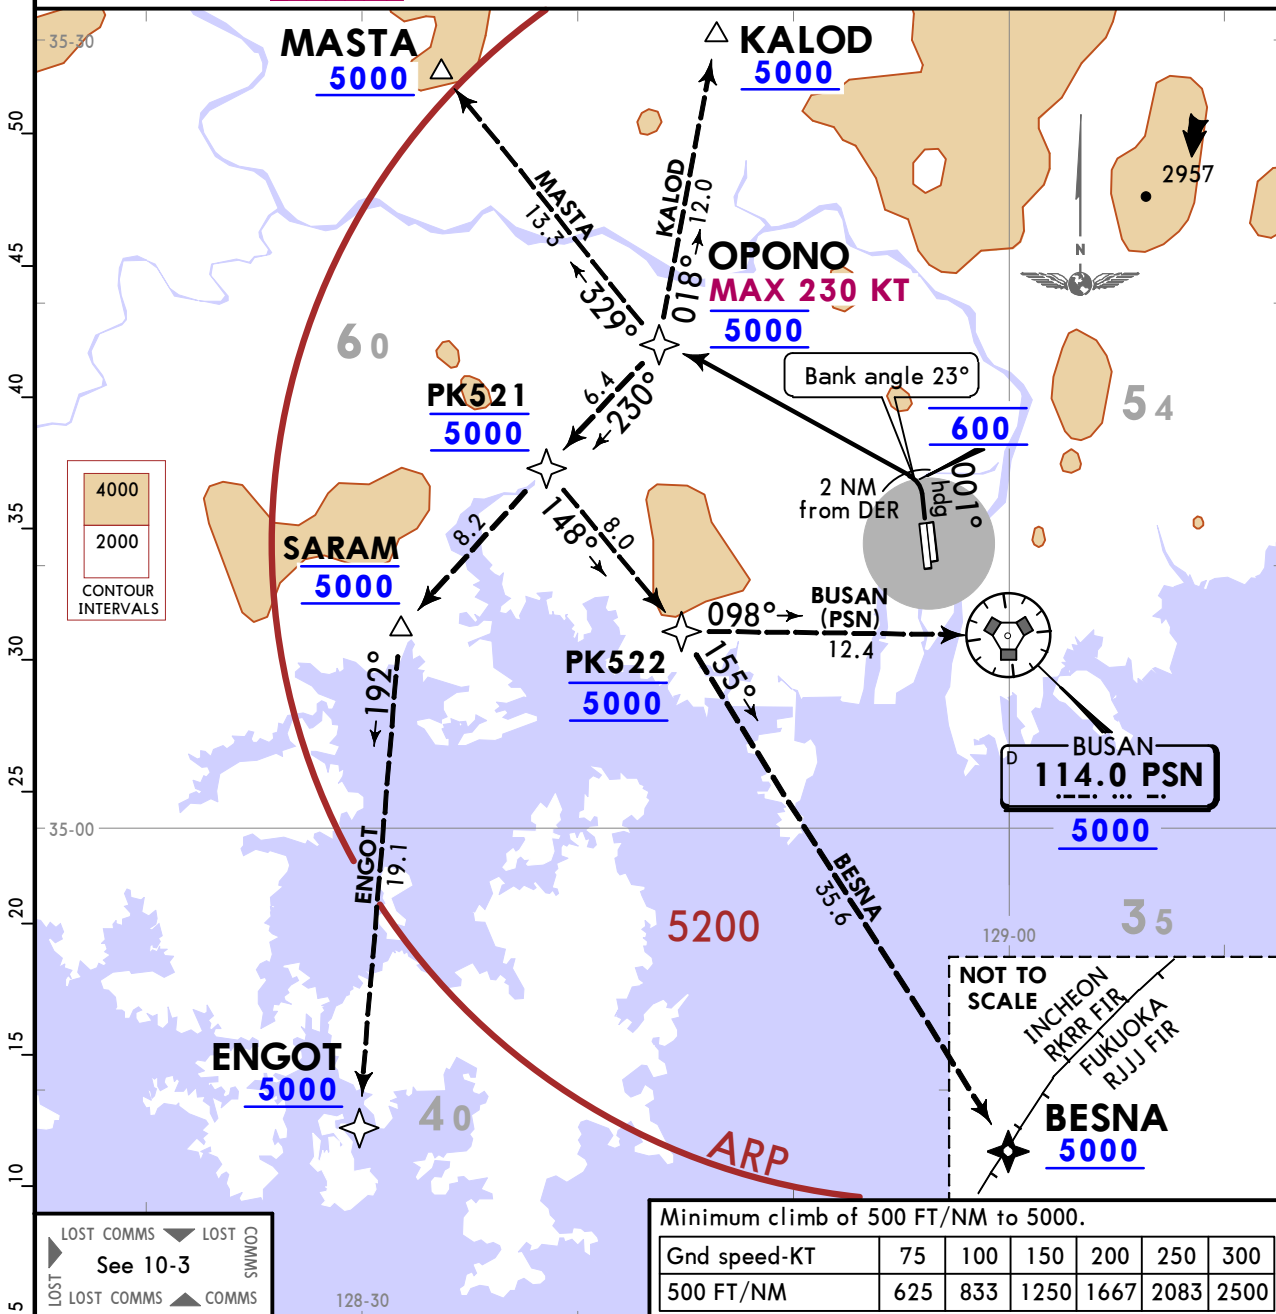 35-30
MASTA
5000
KALOD
5000
50
2957
MASTA
13.3
KALOD
12.0
N
45
OPONO
MAX 230 KT
5000
018°
329°
60
Bank angle 23°
40
PK521
5000
6.4
230°
54
600
4000
2000
CONTOUR
INTERVALS
2 NM
from DER
hdg
001°
35
SARAM
5000
8.2
148°
8.0
098°
BUSAN
(PSN)
12.4
30
PK522
5000
155°
192°
BUSAN
D
114.0 PSN
5000
25
35-00
ENGOT
19.1
BESNA
35.6
20
5200
35
129-00
NOT TO
SCALE
INCHEON
RKRR FIR
FUKUOKA
RJJJ FIR
15
ENGOT
5000
40
BESNA
5000
ARP
10
LOST COMMS LOST COMMS
See 10-3
LOST LOST COMMS COMMS
128-30
5
Minimum climb of 500 FT/NM to 5000.
Gnd speed-KT 75 100 150 200 250 300
500 FT/NM 625 833 1250 1667 2083 2500